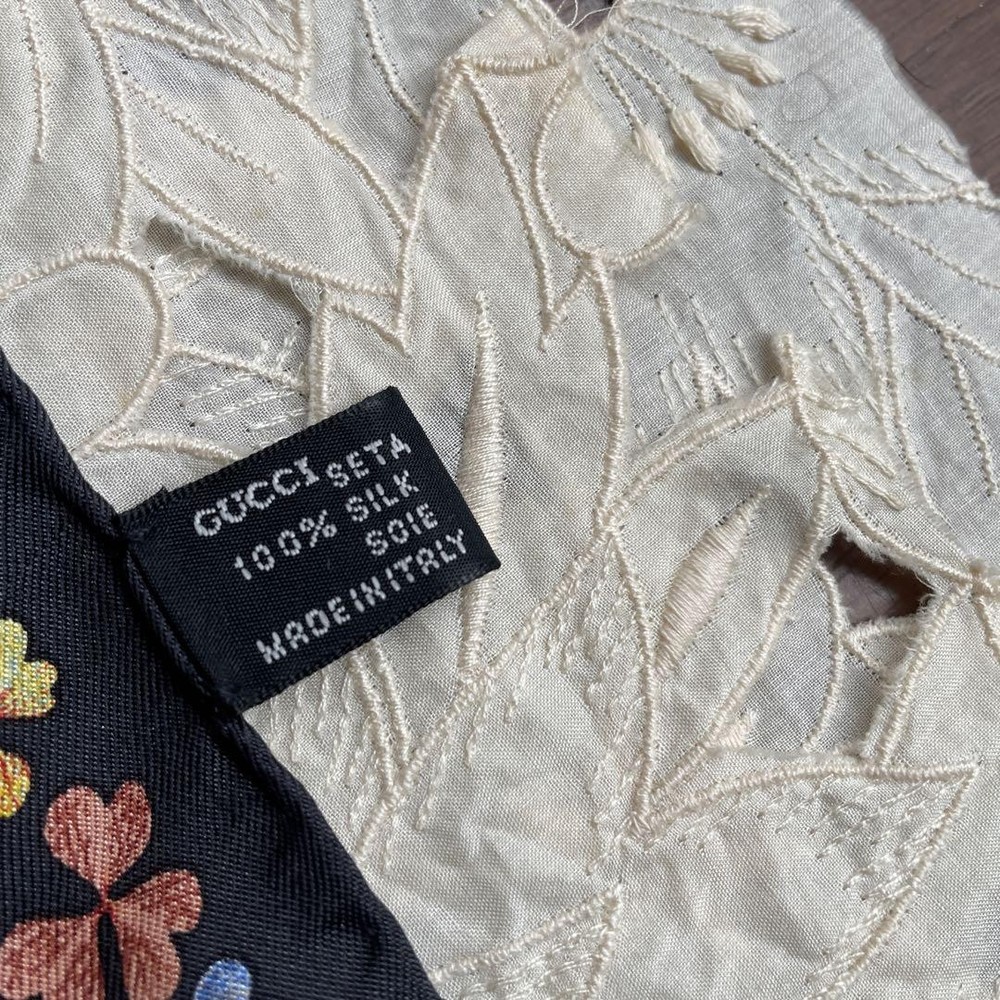 GUCCI SETA
100% SILK
SOIE
MADE IN ITALY